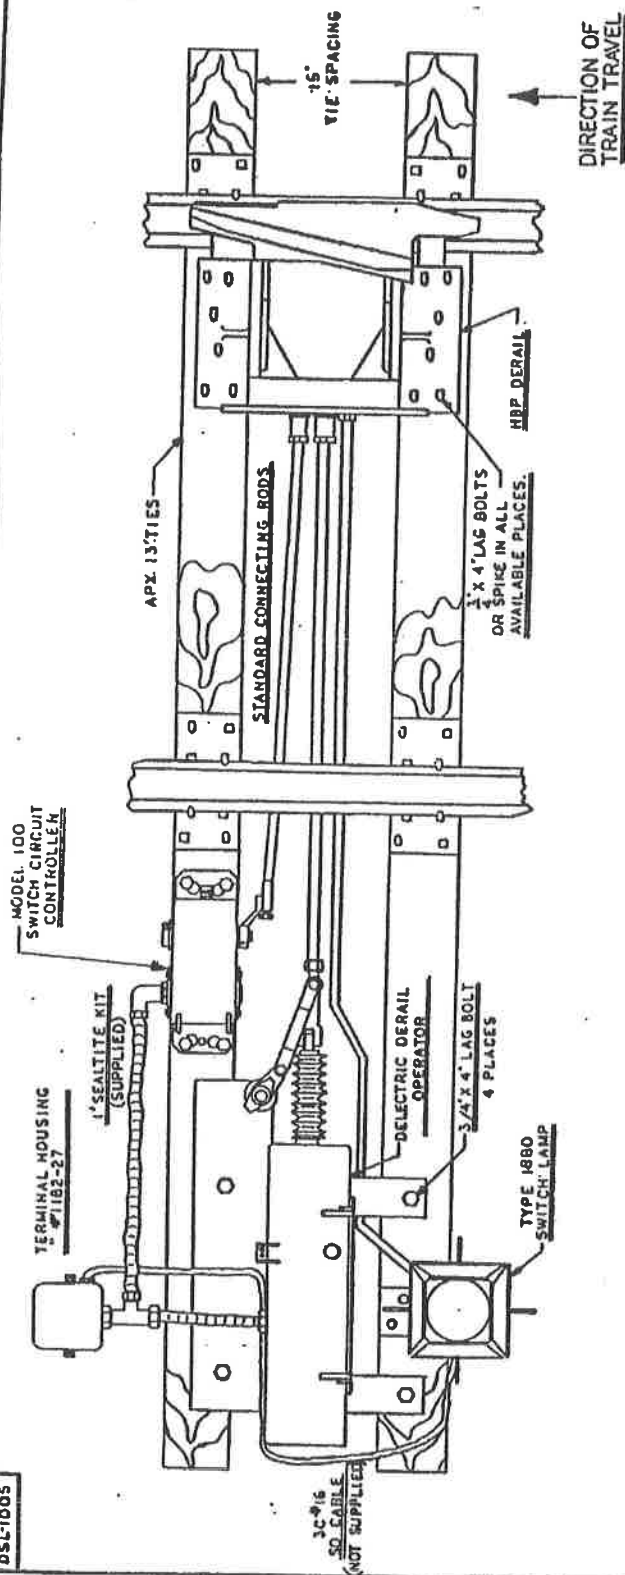 DSL-100S
TERMINAL HOUSING
" #1182-27
1" SEALTITE KIT
(SUPPLIED)
MODEL 100
SWITCH CIRCUIT
CONTROLLER
APX. 13' TIES
STANDARD CONNECTING RODS
15"
TIE SPACING
3C#16
SO CABLE
(NOT SUPPLIED)
DELECTRIC DERAIL
OPERATOR
3/4" X 4" LAG BOLT
4 PLACES
TYPE 1880
SWITCH LAMP
3/4" X 4" LAG BOLTS
OR SPIKE IN ALL
AVAILABLE PLACES.
HBP DERAIL
DIRECTION OF
TRAIN TRAVEL